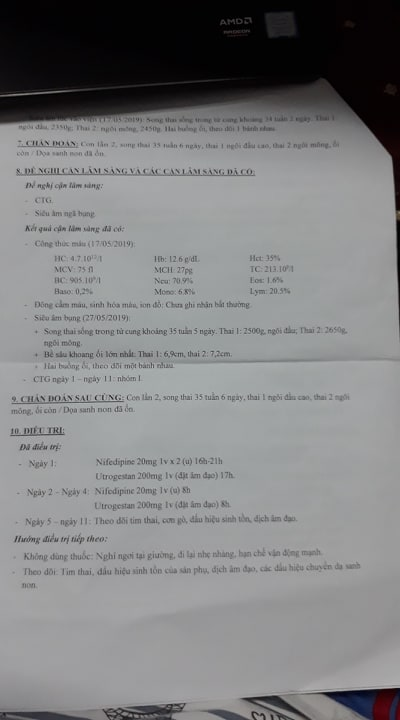 AMD
RADEON
(17/05/2019): Song thai sống trong tử cung khoảng 34 tuần 2 ngày. Thai 1:
ngôi đầu, 2350g; Thai 2: ngôi mông, 2450g. Hai buồng ối, theo dõi 1 bánh nhau.
7. CHẨN ĐOÁN: Con lần 2, song thai 35 tuần 6 ngày, thai 1 ngôi đầu cao, thai 2 ngôi mông, ối
còn / Dọa sanh non đã ổn.
8. ĐỀ NGHỊ CẬN LÂM SÀNG VÀ CÁC CẬN LÂM SÀNG ĐÃ CÓ:
Đề nghị cận lâm sàng:
- CTG.
- Siêu âm ngã bụng.
Kết quả cận lâm sàng đã có:
- Công thức máu (17/05/2019):
HC: 4.7.10¹²/l Hb: 12.6 g/dL Hct: 35%
MCV: 75 fl MCH: 27pg TC: 213.10⁹/l
BC: 905.10⁹/l Neu: 70,9% Eos: 1.6%
Baso: 0,2% Mono: 6.8% Lym: 20.5%
- Đông cầm máu, sinh hóa máu, ion đồ: Chưa ghi nhận bất thường.
- Siêu âm bụng (27/05/2019):
+ Song thai sống trong tử cung khoảng 35 tuần 5 ngày. Thai 1: 2500g, ngôi đầu; Thai 2: 2650g,
ngôi mông.
+ Bề sâu khoang ối lớn nhất: Thai 1: 6,9cm, thai 2: 7,2cm.
+ Hai buồng ối, theo dõi một bánh nhau.
- CTG ngày 1 – ngày 11: nhóm I.
9. CHẨN ĐOÁN SAU CÙNG: Con lần 2, song thai 35 tuần 6 ngày, thai 1 ngôi đầu cao, thai 2 ngôi
mông, ối còn / Dọa sanh non đã ổn.
10. ĐIỀU TRỊ:
Đã điều trị:
- Ngày 1: Nifedipine 20mg 1v x 2 (u) 16h-21h
Utrogestan 200mg 1v (đặt âm đạo) 17h.
- Ngày 2 – Ngày 4: Nifedipine 20mg 1v (u) 8h
Utrogestan 200mg 1v (đặt âm đạo) 8h.
- Ngày 5 – ngày 11: Theo dõi tim thai, cơn gò, dấu hiệu sinh tồn, dịch âm đạo.
Hướng điều trị tiếp theo:
- Không dùng thuốc: Nghỉ ngơi tại giường, đi lại nhẹ nhàng, hạn chế vận động mạnh.
- Theo dõi: Tim thai, dấu hiệu sinh tồn của sản phụ, dịch âm đạo, các dấu hiệu chuyển dạ sanh
non.